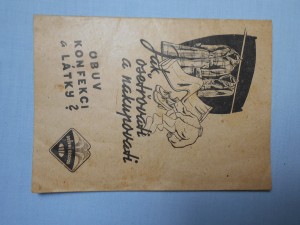 Jak
ošetřovati
a nakupovati
OBUV
KONFEKCI
a LÁTKY?